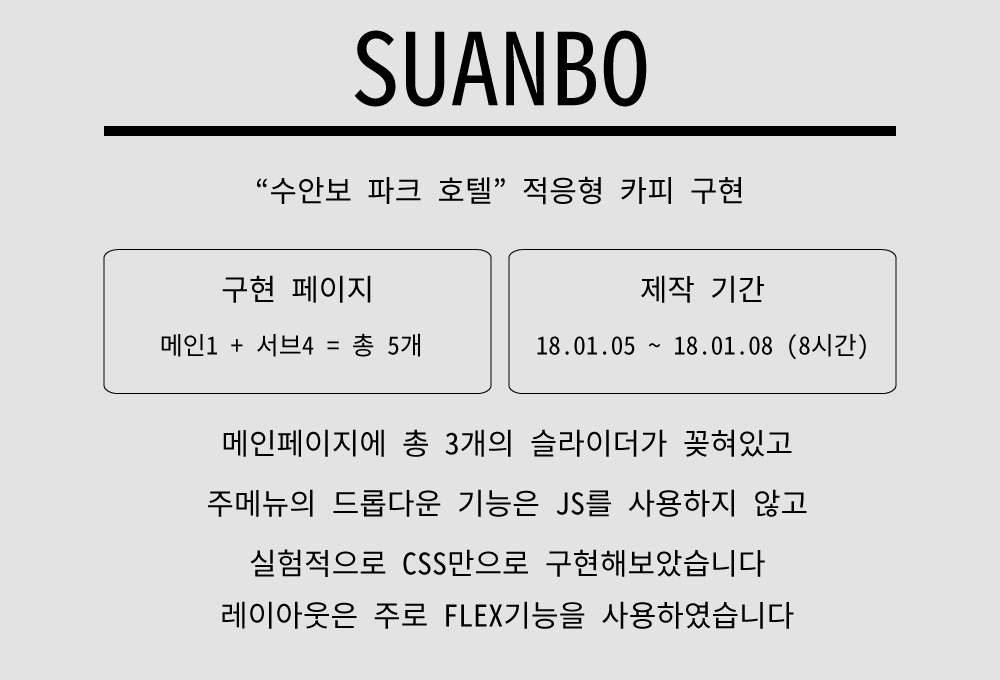 SUANBO
“수안보 파크 호텔” 적응형 카피 구현
구현 페이지
메인1 + 서브4 = 총 5개
제작 기간
18.01.05 ~ 18.01.08 (8시간)
메인페이지에 총 3개의 슬라이더가 꽂혀있고
주메뉴의 드롭다운 기능은 JS를 사용하지 않고
실험적으로 CSS만으로 구현해보았습니다
레이아웃은 주로 FLEX기능을 사용하였습니다